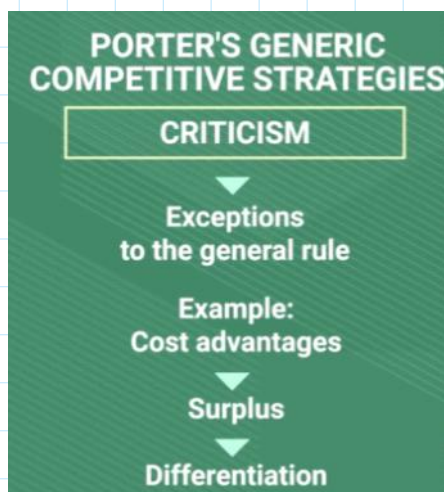 PORTER'S GENERIC
COMPETITIVE STRATEGIES
CRITICISM
Exceptions
to the general rule
Example:
Cost advantages
Surplus
Differentiation